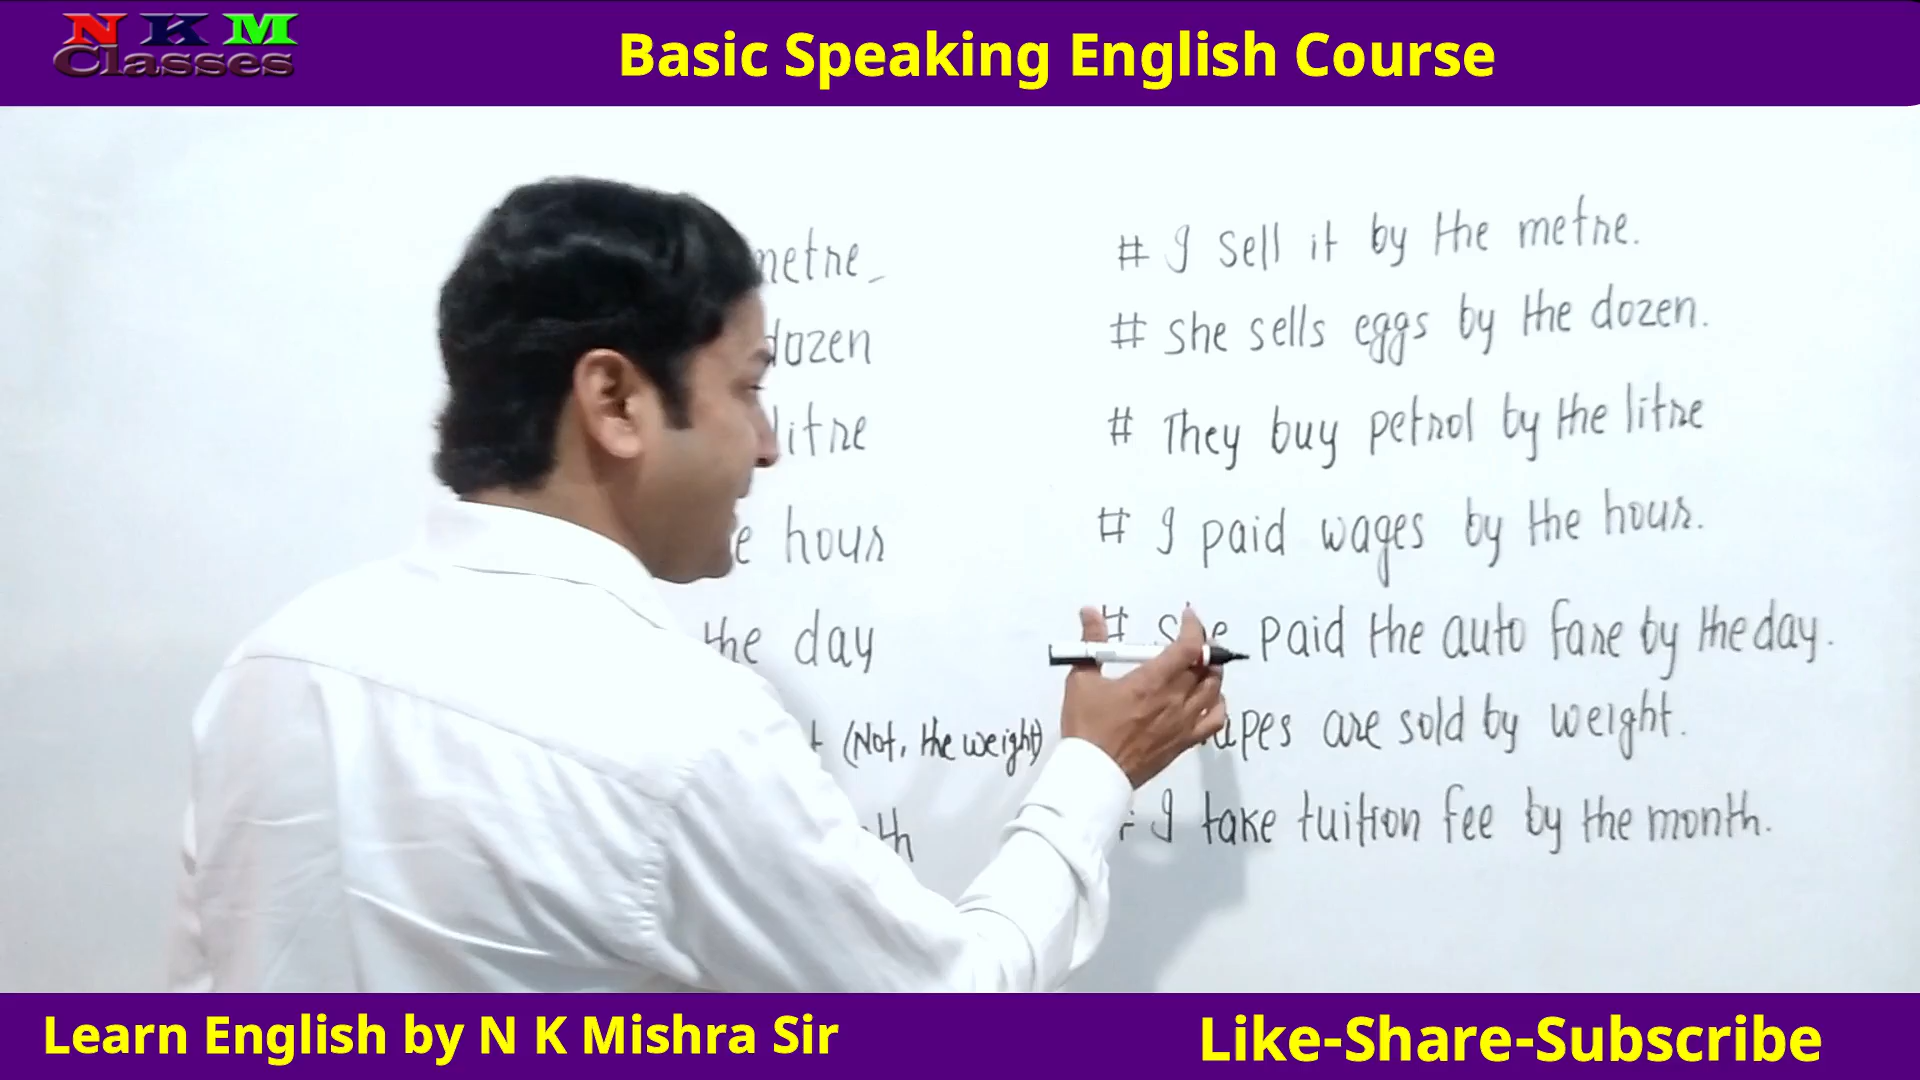 NKM
Classes
Basic Speaking English Course
metre
dozen
litre
hour
the day
(Not, the weight)
# I sell it by the metre.
# She sells eggs by the dozen.
# They buy petrol by the litre
# I paid wages by the hour.
# She paid the auto fare by the day.
are sold by weight.
I take tuition fee by the month.
Learn English by N K Mishra Sir
Like-Share-Subscribe